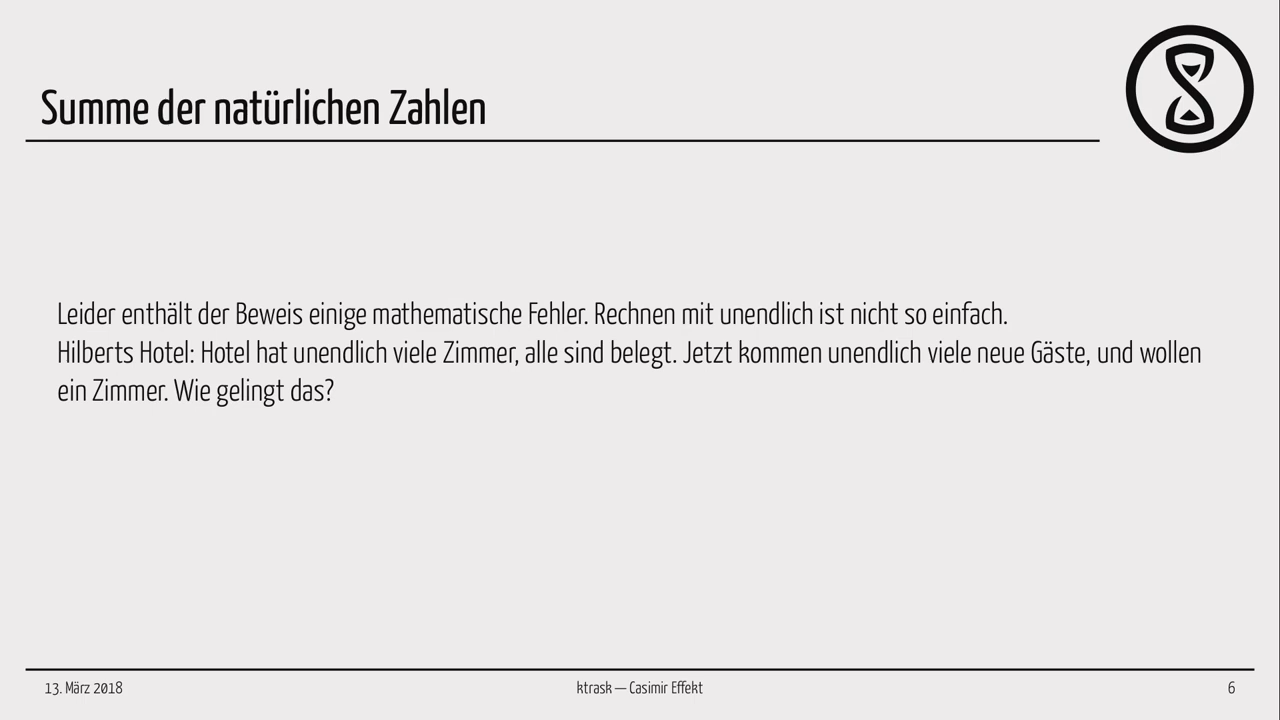 Summe der natürlichen Zahlen
Leider enthält der Beweis einige mathematische Fehler. Rechnen mit unendlich ist nicht so einfach.
Hilberts Hotel: Hotel hat unendlich viele Zimmer, alle sind belegt. Jetzt kommen unendlich viele neue Gäste, und wollen
ein Zimmer. Wie gelingt das?
13. März 2018
ktrask — Casimir Effekt
6